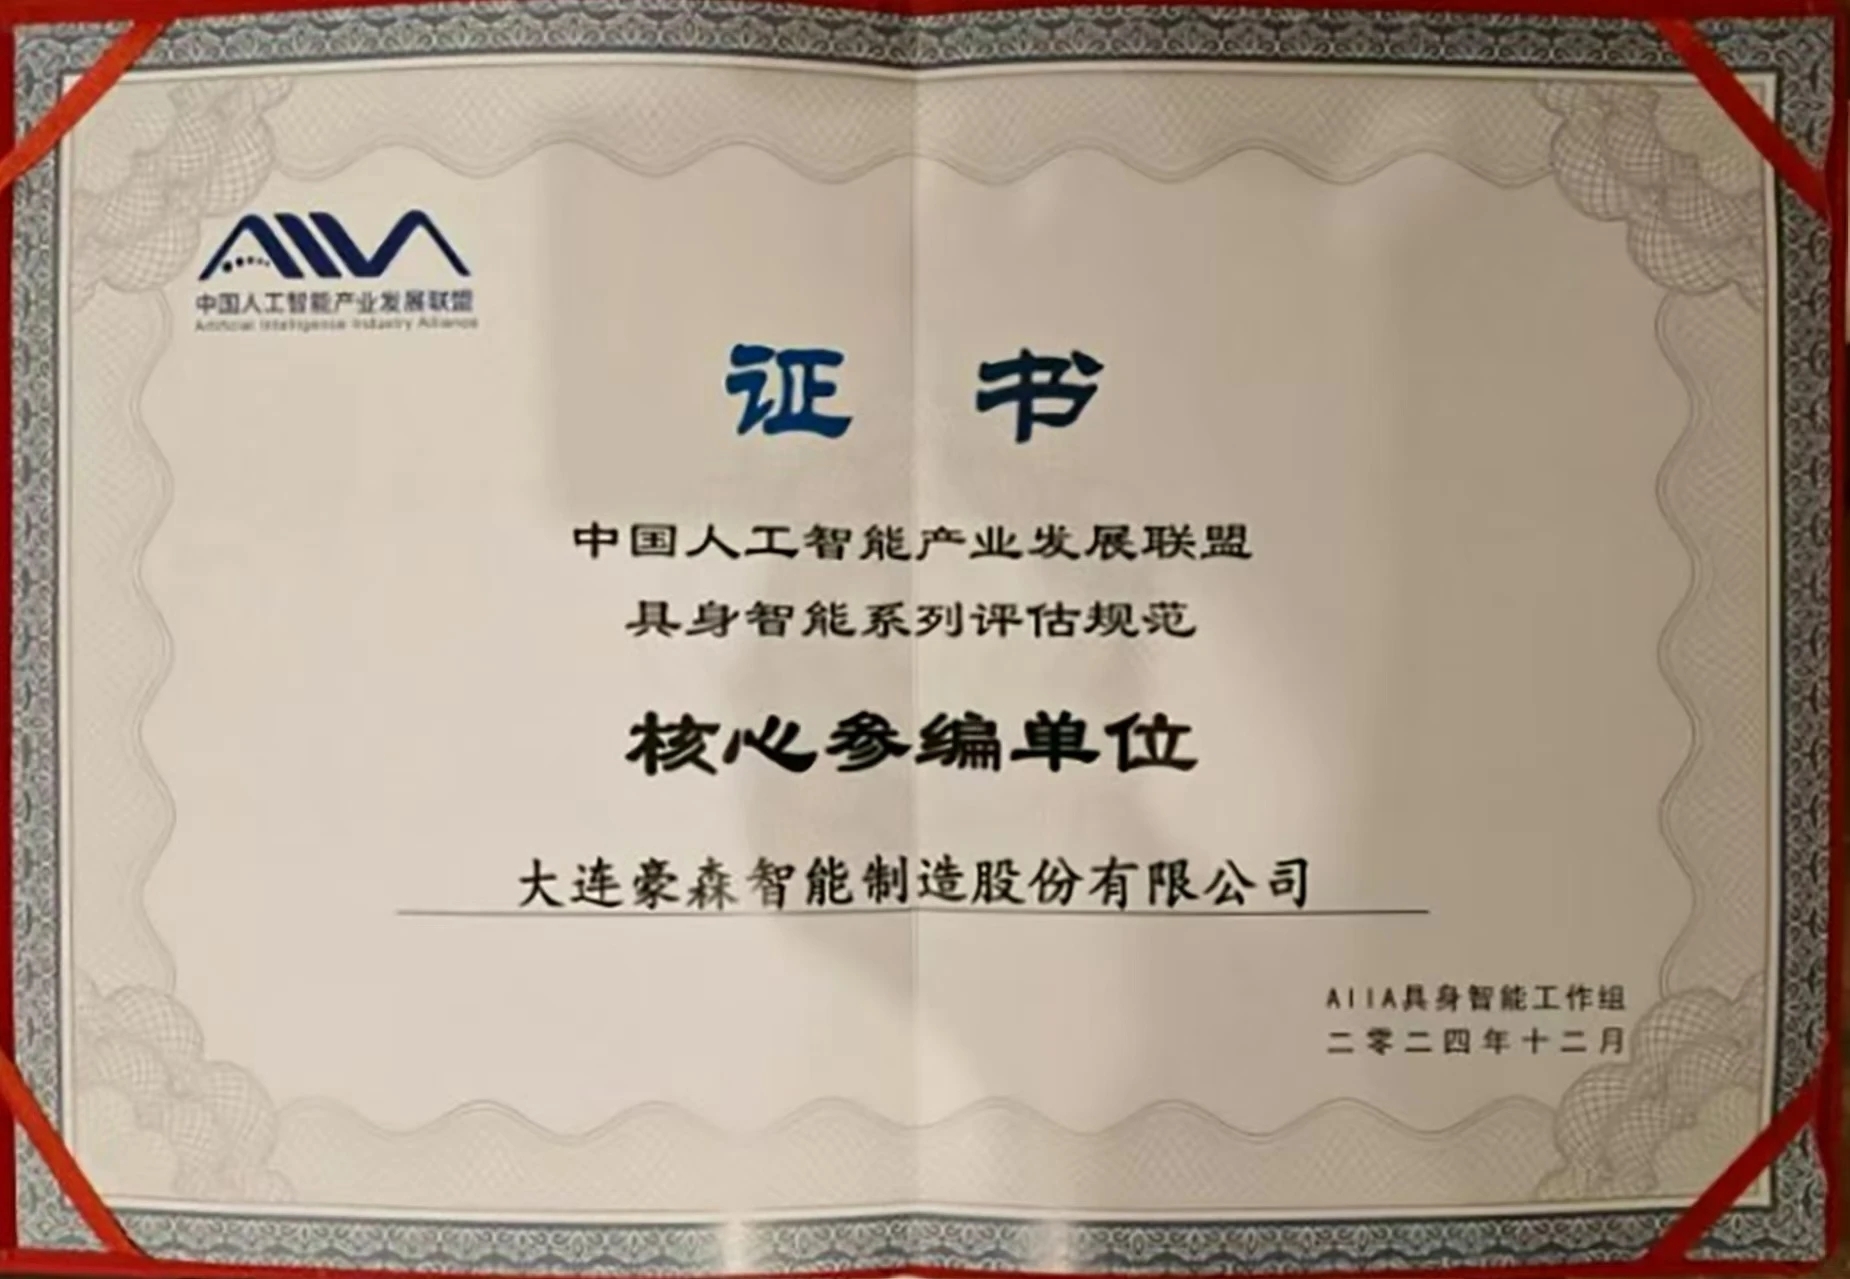 AIIA
中国人工智能产业发展联盟
Artificial Intelligence Industry Alliance
证书
中国人工智能产业发展联盟
具身智能系列评估规范
核心参编单位
大连豪森智能制造股份有限公司
AIIA具身智能工作组
二零二四年十二月